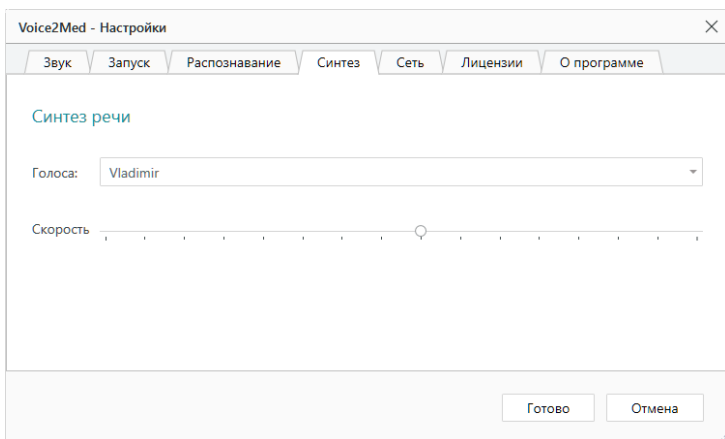 Voice2Med - Настройки
Звук Запуск Распознавание Синтез Сеть Лицензии О программе
Синтез речи
Голоса: Vladimir
Скорость
Готово Отмена